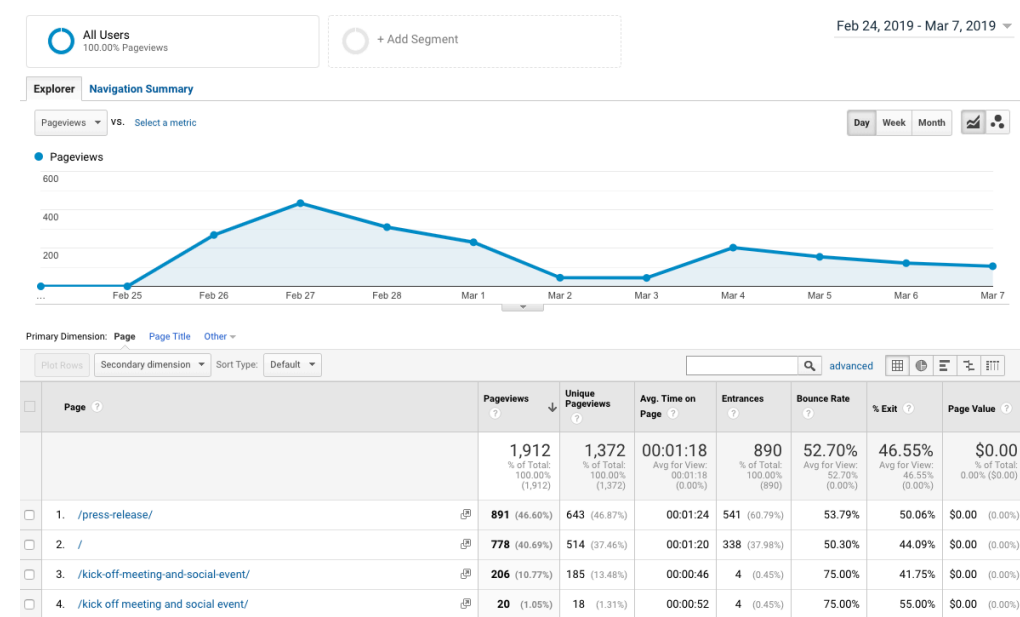 All Users
100.00% Pageviews
+ Add Segment
Feb 24, 2019 - Mar 7, 2019
Explorer Navigation Summary
Pageviews VS. Select a metric
Day Week Month
Pageviews
600
400
200
... Feb 25 Feb 26 Feb 27 Feb 28 Mar 1 Mar 2 Mar 3 Mar 4 Mar 5 Mar 6 Mar 7
Primary Dimension: Page Page Title Other
Plot Rows Secondary dimension Sort Type: Default advanced
Page ? Pageviews ? Unique Pageviews ? Avg. Time on Page ? Entrances ? Bounce Rate ? % Exit ? Page Value ?
1,912 1,372 00:01:18 890 52.70% 46.55% $0.00
% of Total: % of Total: Avg for View: % of Total: Avg for View: Avg for View: % of Total:
100.00% 100.00% 00:01:18 100.00% 52.70% 46.55% 0.00% ($0.00)
(1,912) (1,372) (0.00%) (890) (0.00%) (0.00%)
1. /press-release/ 891 (46.60%) 643 (46.87%) 00:01:24 541 (60.79%) 53.79% 50.06% $0.00 (0.00%)
2. / 778 (40.69%) 514 (37.46%) 00:01:20 338 (37.98%) 50.30% 44.09% $0.00 (0.00%)
3. /kick-off-meeting-and-social-event/ 206 (10.77%) 185 (13.48%) 00:00:46 4 (0.45%) 75.00% 41.75% $0.00 (0.00%)
4. /kick off meeting and social event/ 20 (1.05%) 18 (1.31%) 00:00:52 4 (0.45%) 75.00% 55.00% $0.00 (0.00%)